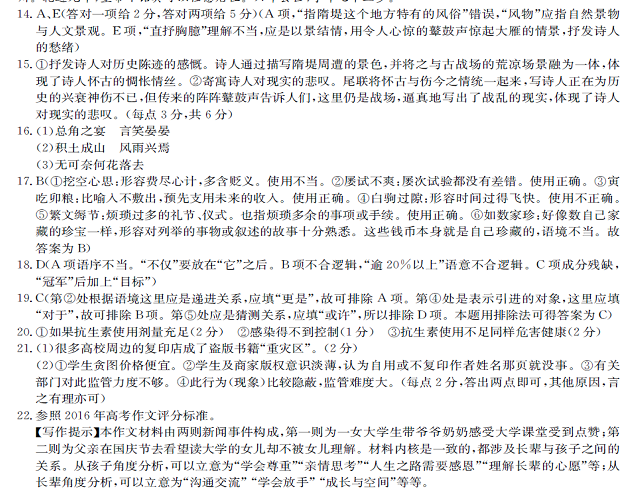 14. A、E(答对一项给2分,答对两项给5分)(A项,“指隋堤这个地方特有的风俗”错误,“风物”应指自然景物
与人文景观。E项,“直抒胸臆”理解不当,应是以景结情,用令人心惊的鼙鼓声惊起大雁的情景,抒发诗人
的愁绪)
15. ①抒发诗人对历史陈迹的感慨。诗人通过描写隋堤周遭的景色,并将之与古战场的荒凉场景融为一体,体
现了诗人怀古的惆怅情丝。②寄寓诗人对现实的悲叹。尾联将怀古与伤今之情统一起来,写诗人正在为历
史的兴衰神伤不已,但传来的阵阵鼙鼓声告诉人们,这里仍是战场,逼真地写出了战乱的现实,体现了诗人
对现实的悲叹。(每点3分,共6分)
16. (1)总角之宴 言笑晏晏
(2)积土成山 风雨兴焉
(3)无可奈何花落去
17. B(①挖空心思:形容费尽心计,多含贬义。使用不当。②屡试不爽:屡次试验都没有差错。使用正确。③寅
吃卯粮:比喻入不敷出,预先支用未来的收入。使用正确。④白驹过隙:形容时间过得飞快。使用不正确。
⑤繁文缛节:烦琐过多的礼节、仪式。也指烦琐多余的事项或手续。使用正确。⑥如数家珍:好像数自己家
藏的珍宝一样,形容对列举的事物或叙述的故事十分熟悉。这些钱币本身就是自己珍藏的,语境不当。故
答案为B)
18. D(A项语序不当。“不仅”要放在“它”之后。B项不合逻辑,“逾20%以上”语意不合逻辑。C项成分残缺,
“冠军”后加上“目标”)
19. C(第②处根据语境这里应是递进关系,应填“更是”,故可排除A项。第④处是表示引进的对象,这里应填
“对于”,故可排除B项。第⑤处应是猜测关系,应填“或许”,所以排除D项。本题用排除法可得答案为C)
20. ①如果抗生素使用剂量充足(2分) ②感染得不到控制(1分) ③抗生素使用不足同样危害健康(2分)
21. (1)很多高校周边的复印店成了盗版书籍“重灾区”。(2分)
(2)①学生贪图价格便宜。②学生及商家版权意识淡薄,认为自用或不复印作者姓名那页就没事。③有关
部门对此监管力度不够。④此行为(现象)比较隐蔽,监管难度大。(每点2分,答出两点即可,其他原因,言
之有理亦可)
22. 参照2016年高考作文评分标准。
【写作提示】本作文材料由两则新闻事件构成,第一则为一女大学生带爷爷奶奶感受大学课堂受到点赞;第
二则为父亲在国庆节去看望读大学的女儿却不被女儿理解。材料内核是一致的,都涉及长辈与孩子之间的
关系。从孩子角度分析,可以立意为“学会尊重”“亲情思考”“人生之路需要感恩”“理解长辈的心愿”等;从
长辈角度分析,可以立意为“沟通交流”“学会放手”“成长与空间”等等。